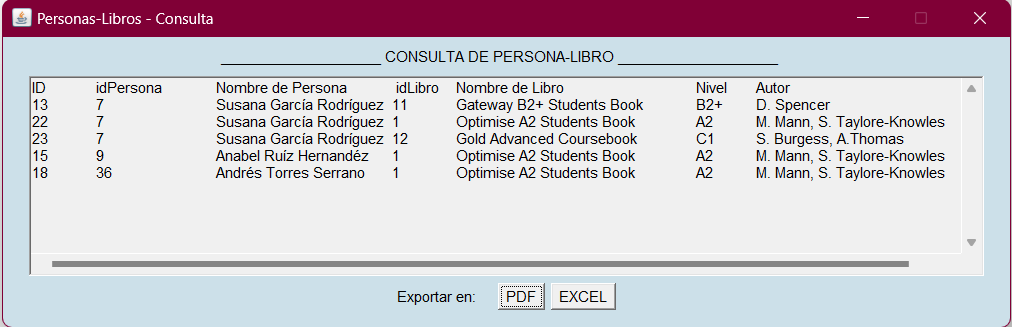 Personas-Libros - Consulta
____________________ CONSULTA DE PERSONA-LIBRO ____________________
ID idPersona Nombre de Persona idLibro Nombre de Libro Nivel Autor
13 7 Susana García Rodríguez 11 Gateway B2+ Students Book B2+ D. Spencer
22 7 Susana García Rodríguez 1 Optimise A2 Students Book A2 M. Mann, S. Taylore-Knowles
23 7 Susana García Rodríguez 12 Gold Advanced Coursebook C1 S. Burgess, A.Thomas
15 9 Anabel Ruíz Hernandéz 1 Optimise A2 Students Book A2 M. Mann, S. Taylore-Knowles
18 36 Andrés Torres Serrano 1 Optimise A2 Students Book A2 M. Mann, S. Taylore-Knowles
Exportar en: PDF EXCEL